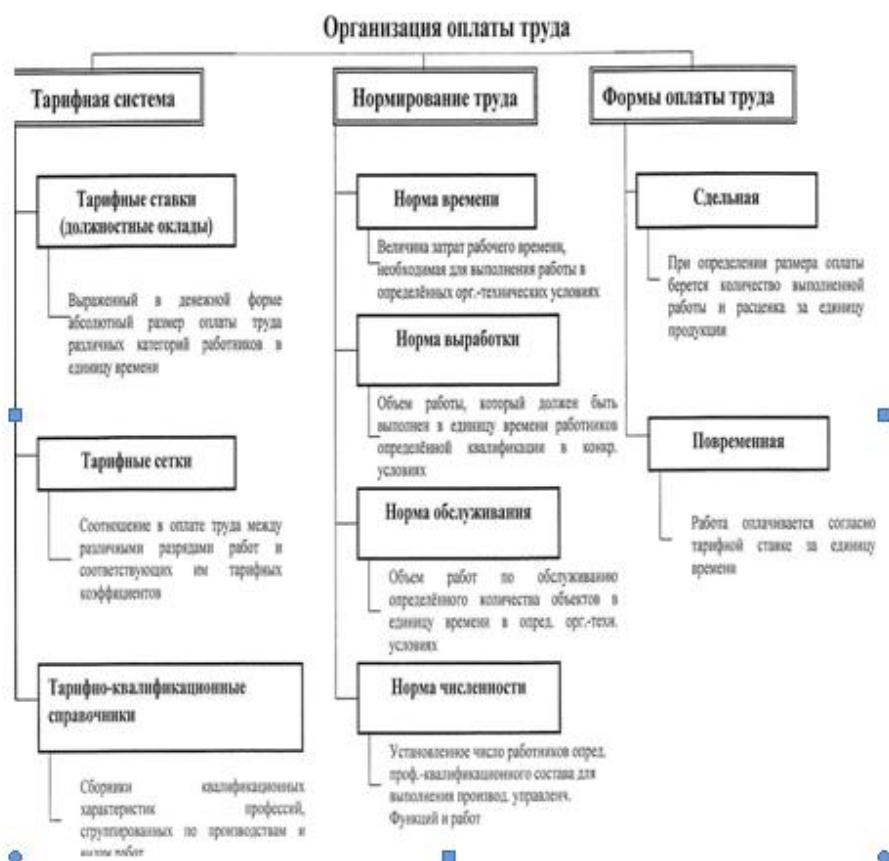 Организация оплаты труда
Тарифная система
Тарифные ставки
(должностные оклады)
Выраженный в денежной форме
абсолютный размер оплаты труда
различных категорий работников в
единицу времени
Тарифные сетки
Соотношение в оплате труда между
различными разрядами работ и
соответствующих им тарифных
коэффициентов
Тарифно-квалификационные
справочники
Сборники квалификационных
характеристик профессий,
сгруппированных по производствам и
видам работ
Нормирование труда
Норма времени
Величина затрат рабочего времени,
необходимая для выполнения работы в
определённых орг.-технических условиях
Норма выработки
Объем работы, который должен быть
выполнен в единицу времени работников
определённой квалификации в конкр.
условиях
Норма обслуживания
Объем работ по обслуживанию
определённого количества объектов в
единицу времени в опред. орг.-техн.
условиях
Норма численности
Установленное число работников опред.
проф.-квалификационного состава для
выполнения производ. управленч.
Функций и работ
Формы оплаты труда
Сдельная
При определении размера оплаты
берется количество выполненной
работы и расценка за единицу
продукции
Повременная
Работа оплачивается согласно
тарифной ставке за единицу
времени